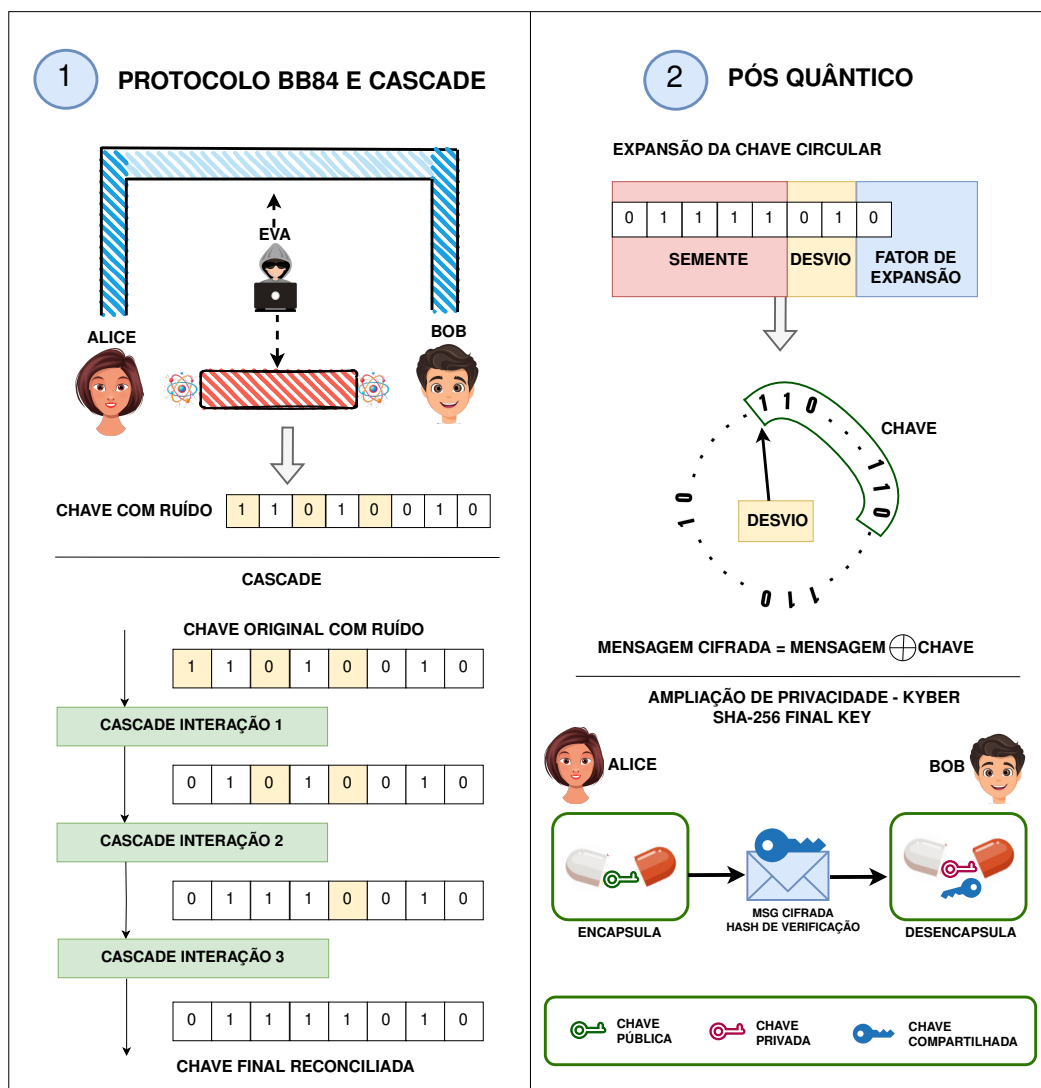 1
PROTOCOLO BB84 E CASCADE
EVA
ALICE
BOB
CHAVE COM RUÍDO
1 1 0 1 0 0 1 0
CASCADE
CHAVE ORIGINAL COM RUÍDO
1 1 0 1 0 0 1 0
CASCADE INTERAÇÃO 1
0 1 0 1 0 0 1 0
CASCADE INTERAÇÃO 2
0 1 1 1 0 0 1 0
CASCADE INTERAÇÃO 3
0 1 1 1 1 0 1 0
CHAVE FINAL RECONCILIADA
2
PÓS QUÂNTICO
EXPANSÃO DA CHAVE CIRCULAR
0 1 1 1 1 0 1 0
SEMENTE
DESVIO
FATOR DE
EXPANSÃO
1 1 0 . . . 1 1 0
CHAVE
1 0
DESVIO
0 1 1
MENSAGEM CIFRADA = MENSAGEM ⊕ CHAVE
AMPLIAÇÃO DE PRIVACIDADE - KYBER
SHA-256 FINAL KEY
ALICE
BOB
MSG CIFRADA
HASH DE VERIFICAÇÃO
ENCAPSULA
DESENCAPSULA
CHAVE
PÚBLICA
CHAVE
PRIVADA
CHAVE
COMPARTILHADA